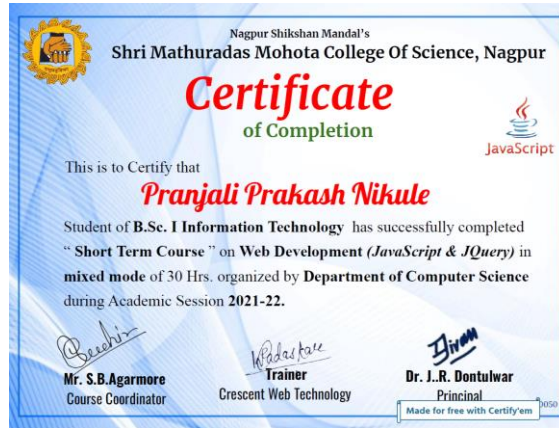 Nagpur Shikshan Mandal's
Shri Mathuradas Mohota College Of Science, Nagpur
Certificate
of Completion
JavaScript
This is to Certify that
Pranjali Prakash Nikule
Student of B.Sc. I Information Technology has successfully completed
“ Short Term Course ” on Web Development (JavaScript & JQuery) in
mixed mode of 30 Hrs. organized by Department of Computer Science
during Academic Session 2021-22.
Mr. S.B.Agarmore
Course Coordinator
Trainer
Crescent Web Technology
Dr. J..R. Dontulwar
Principal
Made for free with Certify'em